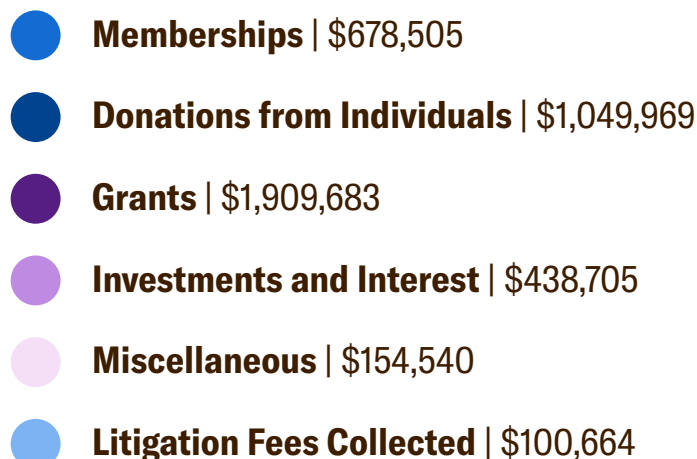 Memberships | $678,505
Donations from Individuals | $1,049,969
Grants | $1,909,683
Investments and Interest | $438,705
Miscellaneous | $154,540
Litigation Fees Collected | $100,664